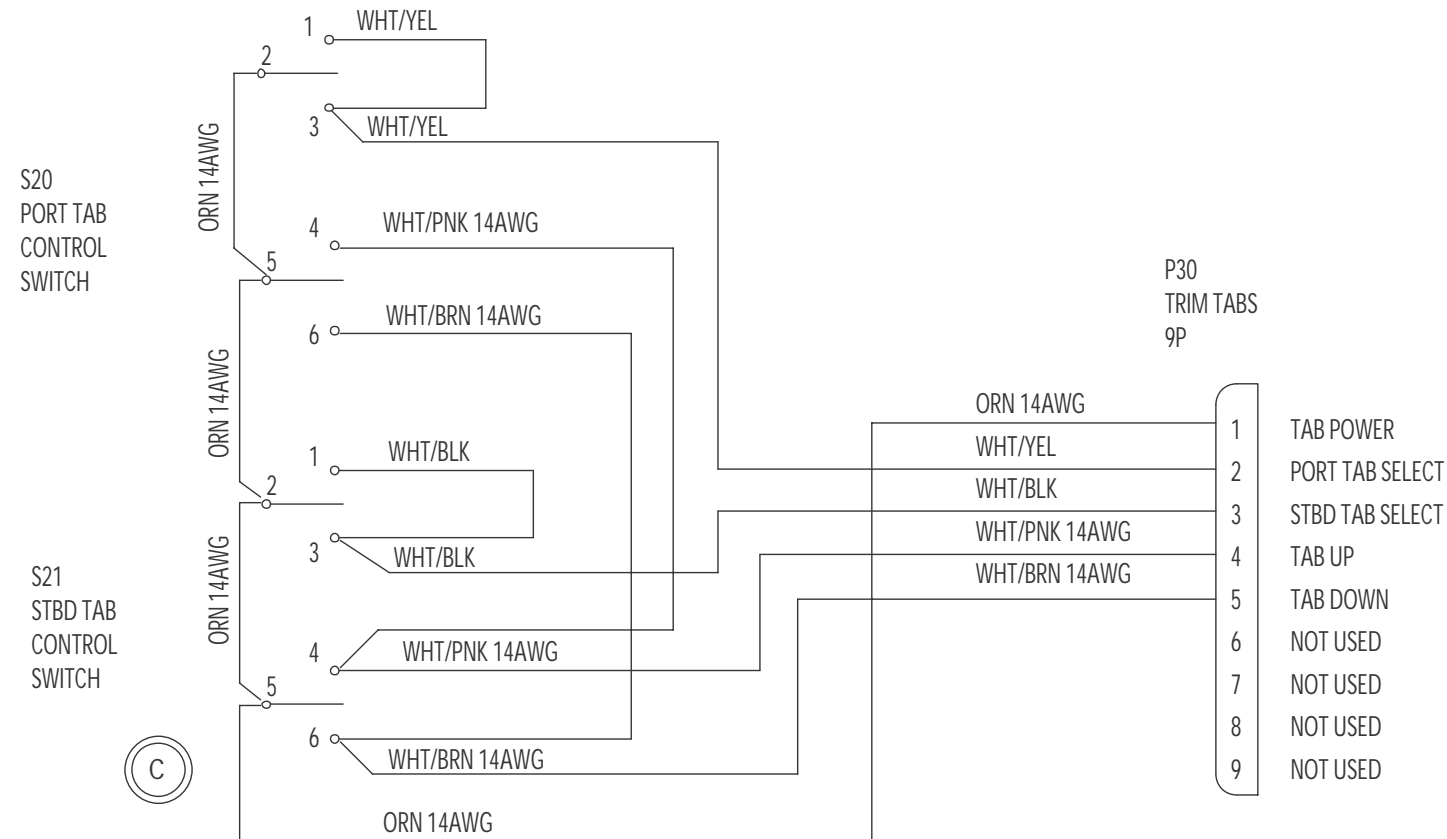 1 WHT/YEL
2
3 WHT/YEL
ORN 14AWG
S20
PORT TAB
CONTROL
SWITCH
4 WHT/PNK 14AWG
5
6 WHT/BRN 14AWG
ORN 14AWG
1 WHT/BLK
2
3 WHT/BLK
ORN 14AWG
S21
STBD TAB
CONTROL
SWITCH
4 WHT/PNK 14AWG
5
6 WHT/BRN 14AWG
C
ORN 14AWG
P30
TRIM TABS
9P
ORN 14AWG
WHT/YEL
WHT/BLK
WHT/PNK 14AWG
WHT/BRN 14AWG
1 TAB POWER
2 PORT TAB SELECT
3 STBD TAB SELECT
4 TAB UP
5 TAB DOWN
6 NOT USED
7 NOT USED
8 NOT USED
9 NOT USED